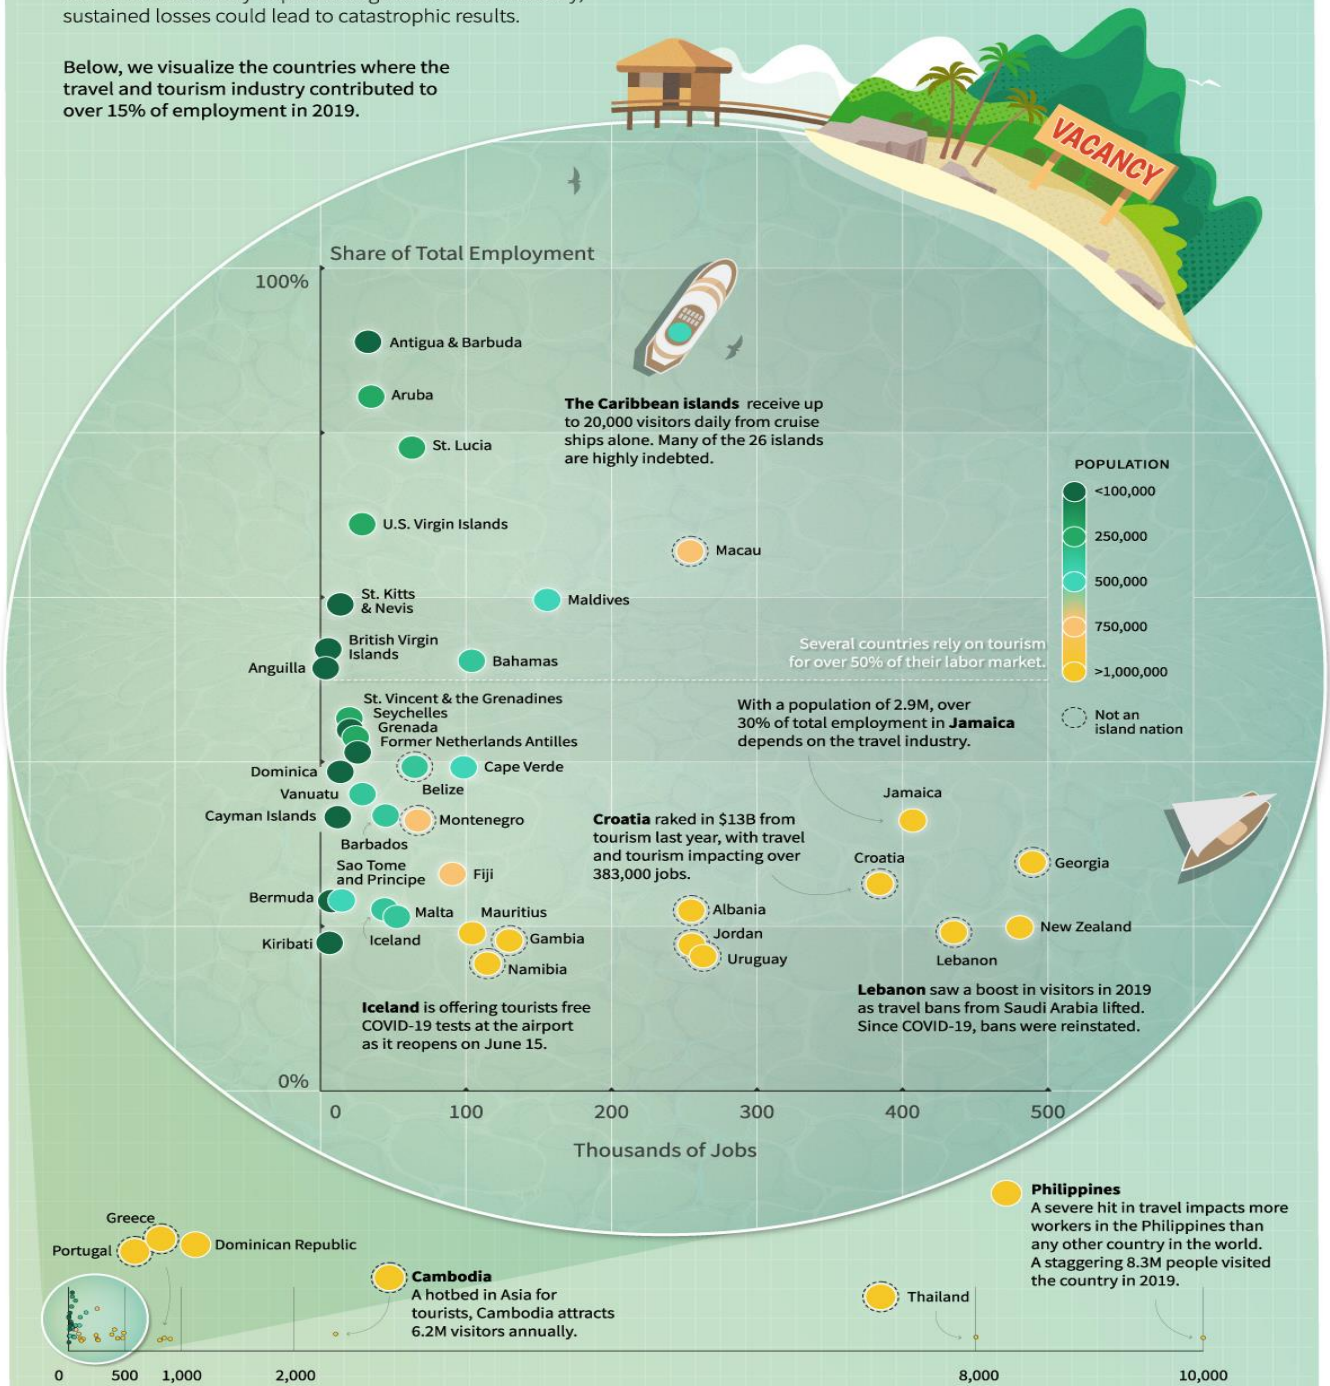 sustained losses could lead to catastrophic results.
Below, we visualize the countries where the
travel and tourism industry contributed to
over 15% of employment in 2019.
VACANCY
Share of Total Employment
100%
Antigua & Barbuda
Aruba
The Caribbean islands receive up
to 20,000 visitors daily from cruise
ships alone. Many of the 26 islands
are highly indebted.
St. Lucia
POPULATION
<100,000
250,000
500,000
750,000
>1,000,000
Not an
island nation
U.S. Virgin Islands
Macau
St. Kitts
& Nevis
Maldives
British Virgin
Islands
Anguilla
Bahamas
Several countries rely on tourism
for over 50% of their labor market.
St. Vincent & the Grenadines
Seychelles
Grenada
Former Netherlands Antilles
With a population of 2.9M, over
30% of total employment in Jamaica
depends on the travel industry.
Dominica
Cape Verde
Vanuatu
Belize
Jamaica
Cayman Islands
Montenegro
Barbados
Croatia raked in $13B from
tourism last year, with travel
and tourism impacting over
383,000 jobs.
Croatia
Georgia
Sao Tome
and Principe
Fiji
Bermuda
Malta
Mauritius
Albania
Iceland
Gambia
Jordan
New Zealand
Kiribati
Namibia
Uruguay
Lebanon
Iceland is offering tourists free
COVID-19 tests at the airport
as it reopens on June 15.
Lebanon saw a boost in visitors in 2019
as travel bans from Saudi Arabia lifted.
Since COVID-19, bans were reinstated.
0%
0 100 200 300 400 500
Thousands of Jobs
Philippines
A severe hit in travel impacts more
workers in the Philippines than
any other country in the world.
A staggering 8.3M people visited
the country in 2019.
Greece
Portugal
Dominican Republic
Cambodia
A hotbed in Asia for
tourists, Cambodia attracts
6.2M visitors annually.
Thailand
0 500 1,000 2,000 8,000 10,000